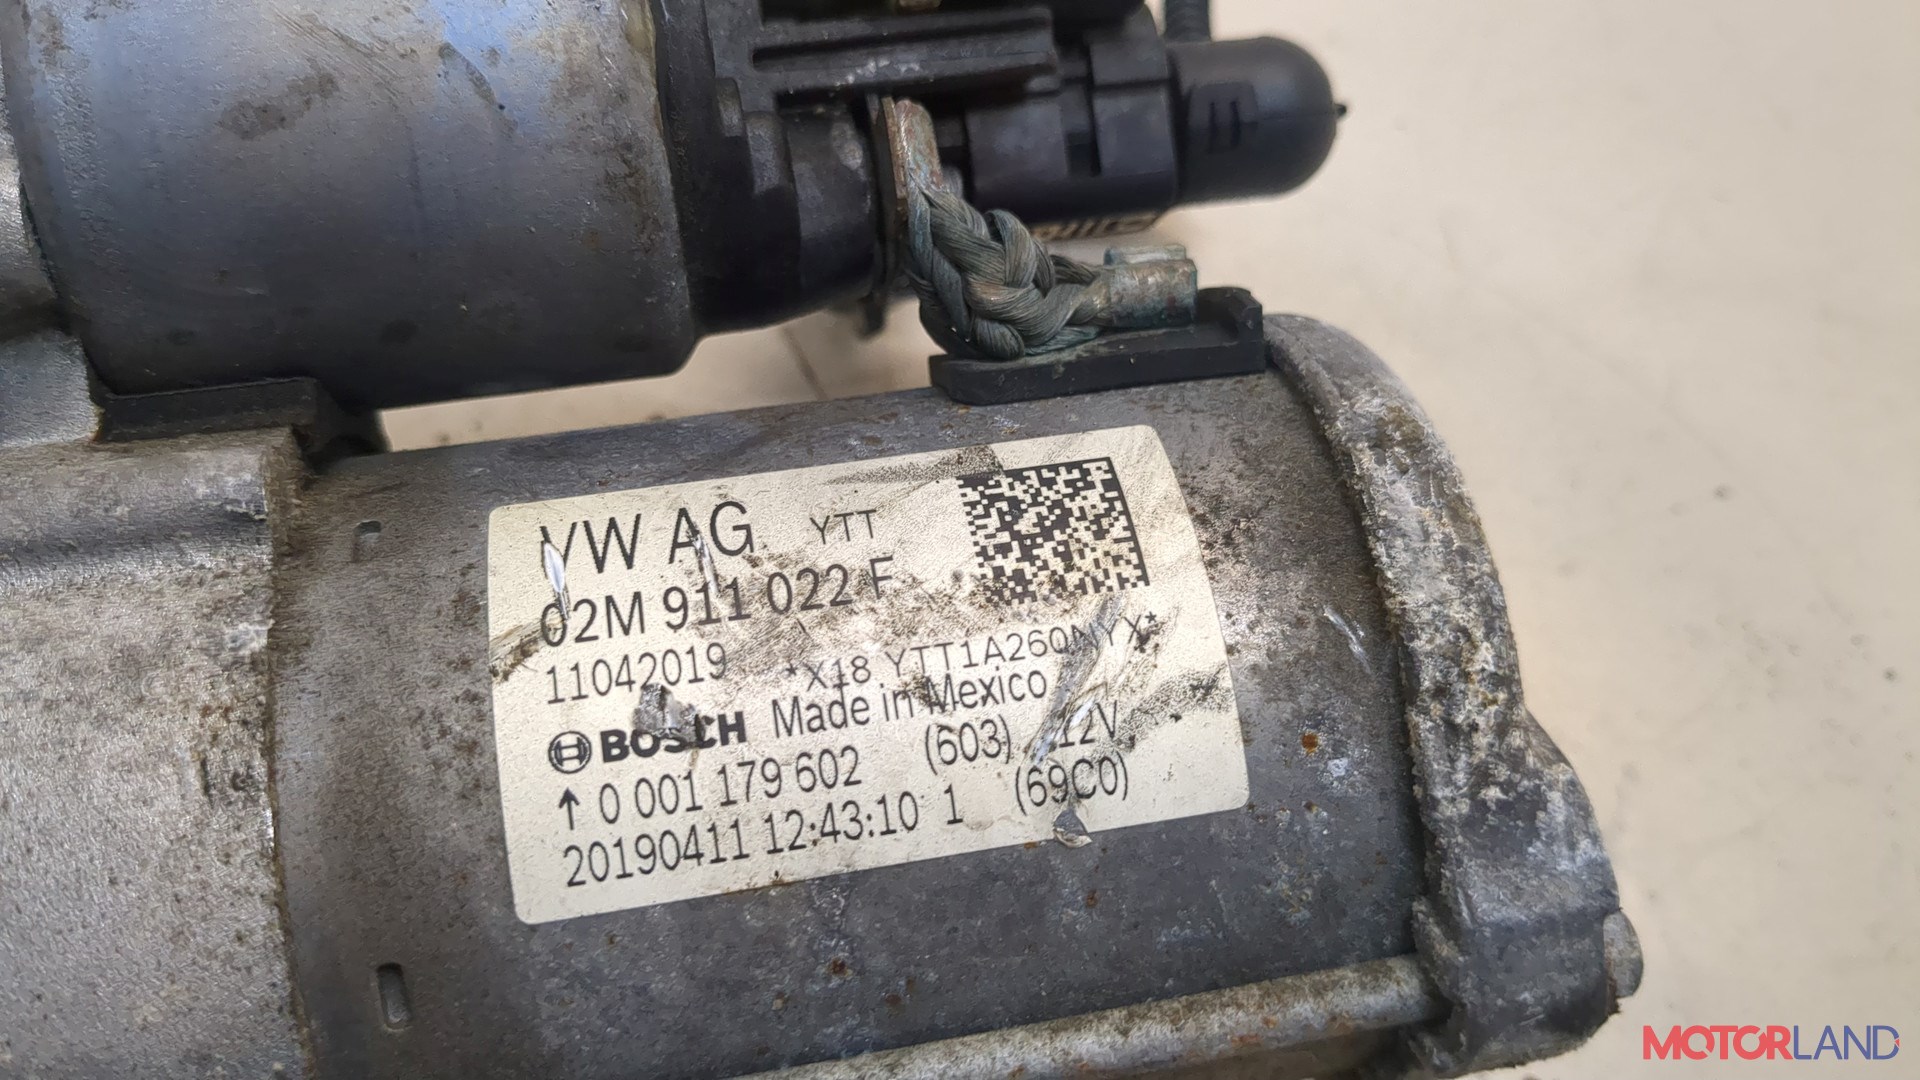 VW AG YTT
02M 911 022 F
11042019 *X18 YTT1A260NYX*
BOSCH Made in Mexico
↑ 0 001 179 602 (603) 12V
20190411 12:43:10 1 (69C0)
MOTORLAND